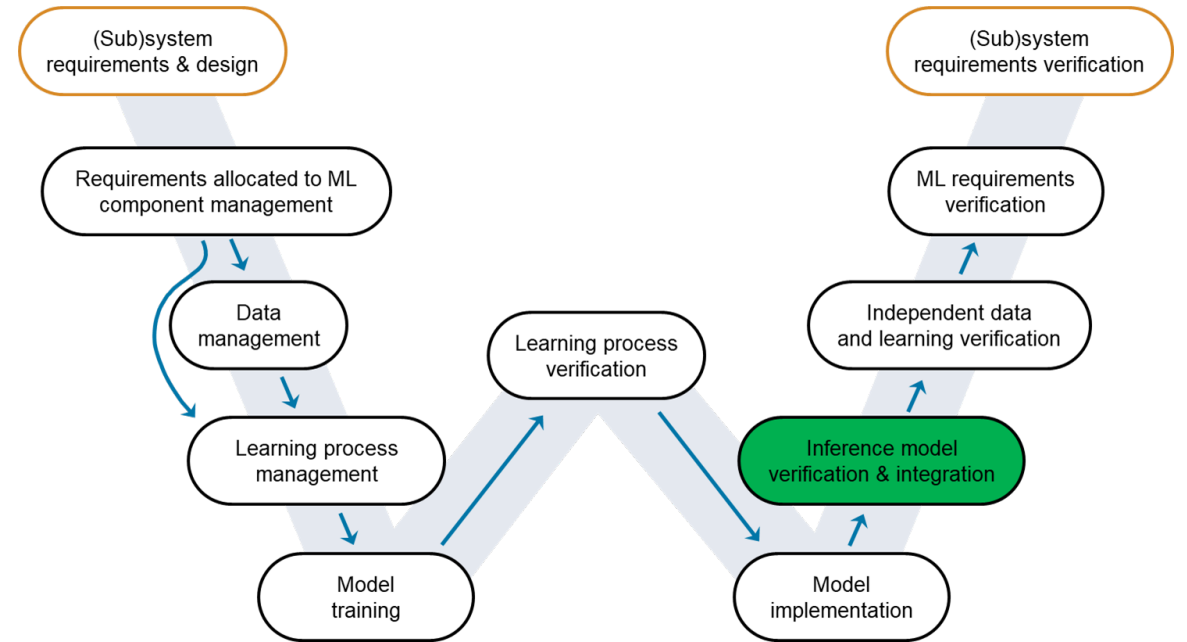 (Sub)system
requirements & design
(Sub)system
requirements verification
Requirements allocated to ML
component management
ML requirements
verification
Data
management
Independent data
and learning verification
Learning process
verification
Learning process
management
Inference model
verification & integration
Model
training
Model
implementation